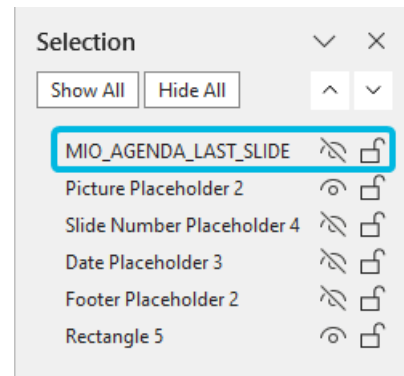 Selection
Show All Hide All
MIO_AGENDA_LAST_SLIDE
Picture Placeholder 2
Slide Number Placeholder 4
Date Placeholder 3
Footer Placeholder 2
Rectangle 5